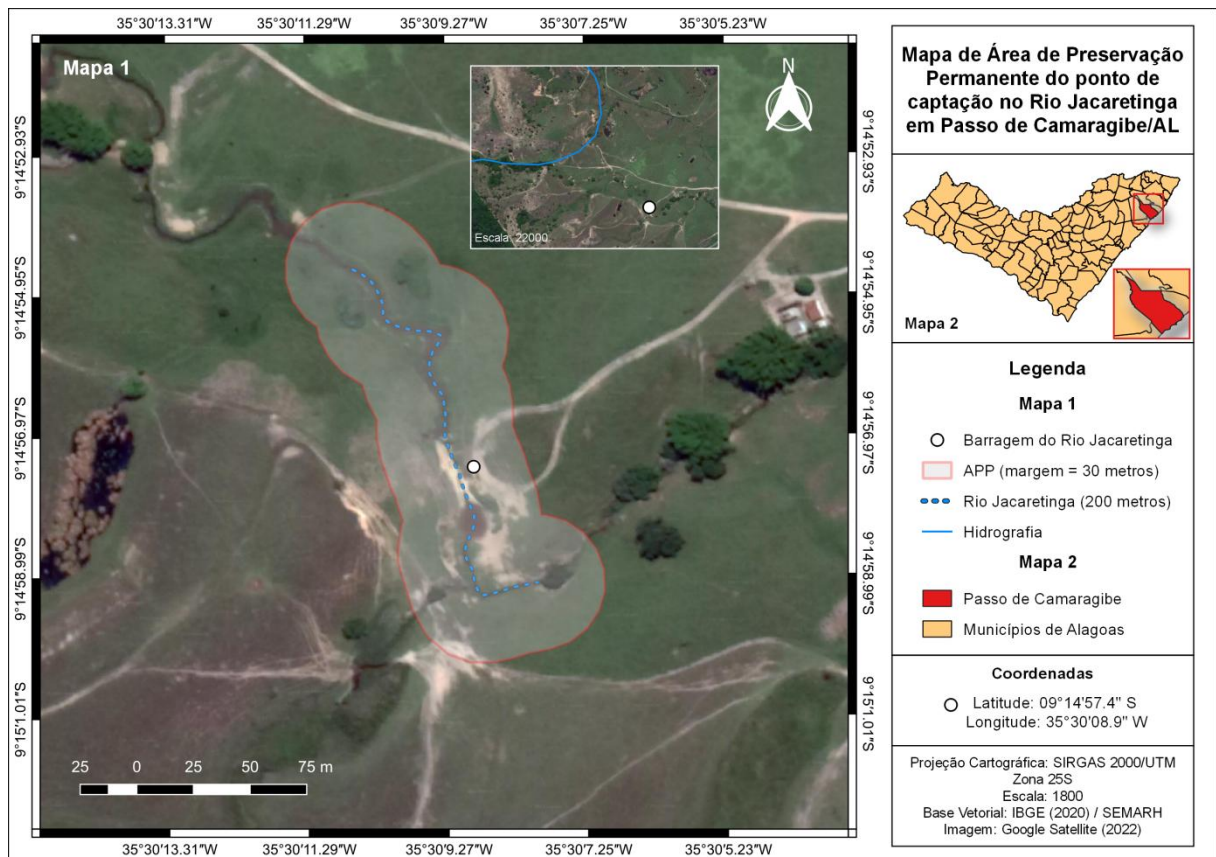 35°30'13.31"W 35°30'11.29"W 35°30'9.27"W 35°30'7.25"W 35°30'5.23"W
Mapa 1
N
Escala 22000
9°14'52.93"S
9°14'54.95"S
9°14'56.97"S
9°14'58.99"S
9°15'1.01"S
9°14'52.93"S
9°14'54.95"S
9°14'56.97"S
9°14'58.99"S
9°15'1.01"S
25 0 25 50 75 m
35°30'13.31"W 35°30'11.29"W 35°30'9.27"W 35°30'7.25"W 35°30'5.23"W
Mapa de Área de Preservação
Permanente do ponto de
captação no Rio Jacaretinga
em Passo de Camaragibe/AL
Mapa 2
Legenda
Mapa 1
Barragem do Rio Jacaretinga
APP (margem = 30 metros)
Rio Jacaretinga (200 metros)
Hidrografia
Mapa 2
Passo de Camaragibe
Municípios de Alagoas
Coordenadas
Latitude: 09°14'57.4" S
Longitude: 35°30'08.9" W
Projeção Cartográfica: SIRGAS 2000/UTM
Zona 25S
Escala: 1800
Base Vetorial: IBGE (2020) / SEMARH
Imagem: Google Satellite (2022)